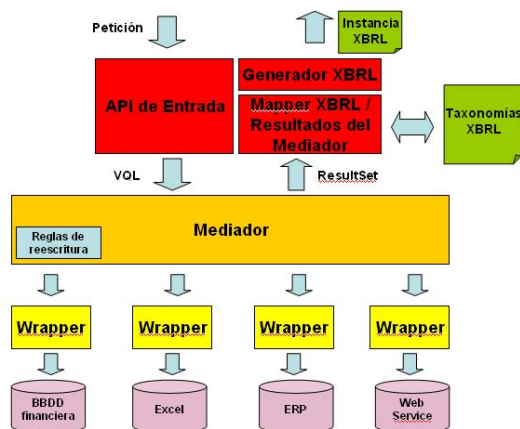 Petición
Instancia
XBRL
API de Entrada
Generador XBRL
Mapper XBRL /
Resultados del
Mediador
Taxonomías
XBRL
VQL
ResultSet
Mediador
Reglas de
reescritura
Wrapper
Wrapper
Wrapper
Wrapper
BBDD
financiera
Excel
ERP
Web
Service